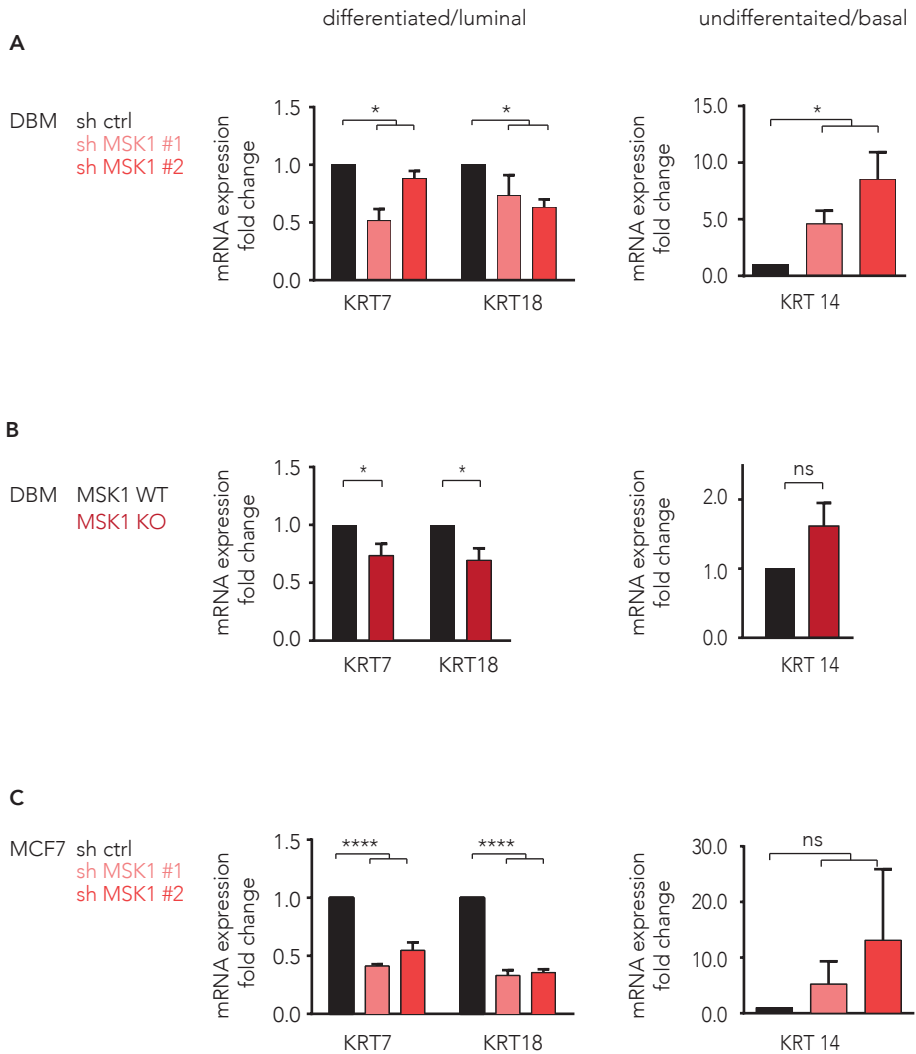 differentiated/luminal
undifferentaited/basal
A
DBM
sh ctrl
sh MSK1 #1
sh MSK1 #2
mRNA expression
fold change
1.5
1.0
0.5
0.0
*
*
KRT7
KRT18
mRNA expression
fold change
15.0
10.0
5.0
0.0
*
KRT 14
B
DBM
MSK1 WT
MSK1 KO
mRNA expression
fold change
1.5
1.0
0.5
0.0
*
*
KRT7
KRT18
mRNA expression
fold change
2.0
1.0
0.0
ns
KRT 14
C
MCF7
sh ctrl
sh MSK1 #1
sh MSK1 #2
mRNA expression
fold change
1.5
1.0
0.5
0.0
****
****
KRT7
KRT18
mRNA expression
fold change
30.0
20.0
10.0
0.0
ns
KRT 14